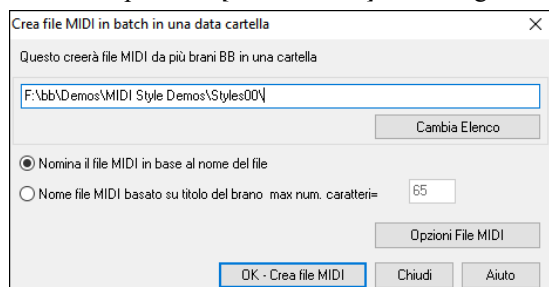 Crea file MIDI in batch in una data cartella
Questo creerà file MIDI da più brani BB in una cartella
F:\bb\Demos\MIDI Style Demos\Styles00\
Cambia Elenco
Nomina il file MIDI in base al nome del file
Nome file MIDI basato su titolo del brano max num. caratteri= 65
Opzioni File MIDI
OK - Crea file MIDI Chiudi Aiuto